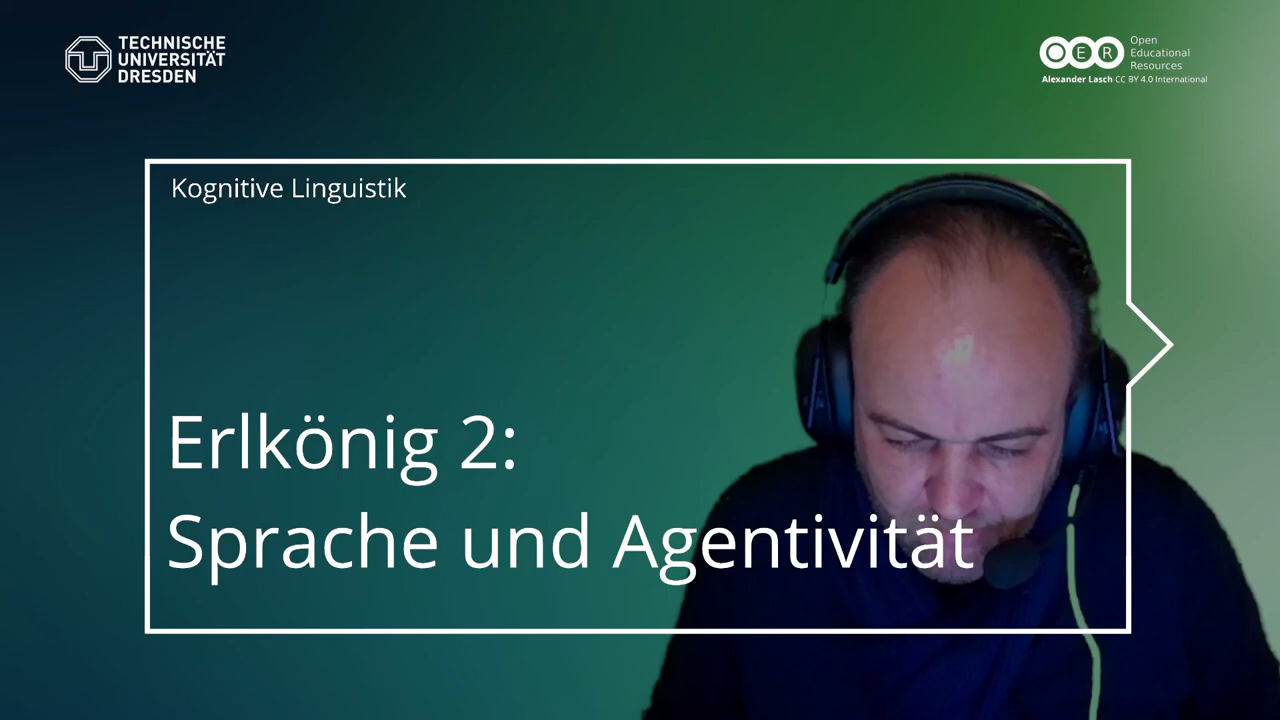 TECHNISCHE
UNIVERSITÄT
DRESDEN
OER
Open
Educational
Resources
Alexander Lasch CC BY 4.0 International
Kognitive Linguistik
Erlkönig 2:
Sprache und Agentivität